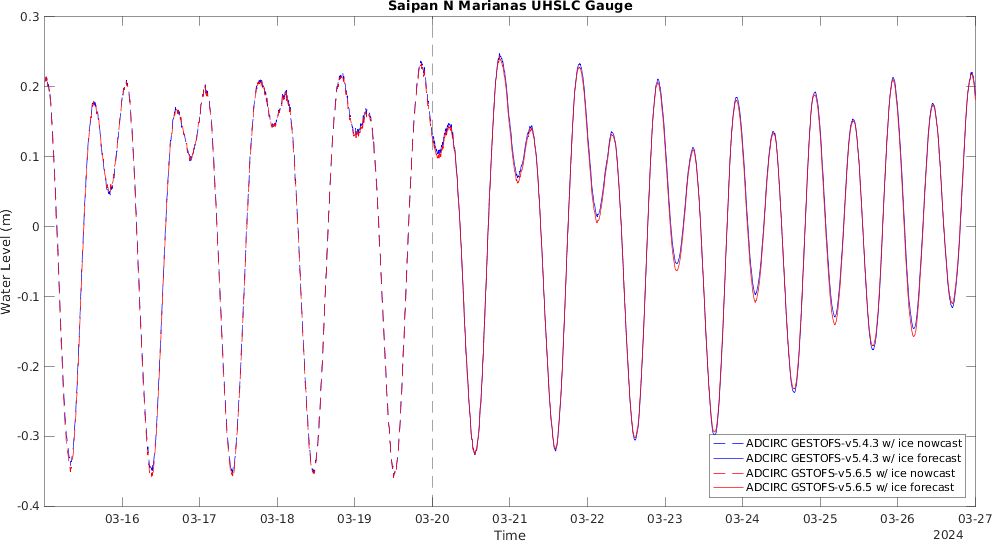 Saipan N Marianas UHSLC Gauge
0.3
0.2
0.1
0
-0.1
-0.2
-0.3
-0.4
Water Level (m)
ADCIRC GESTOFS-v5.4.3 w/ ice nowcast
ADCIRC GESTOFS-v5.4.3 w/ ice forecast
ADCIRC GSTOFS-v5.6.5 w/ ice nowcast
ADCIRC GSTOFS-v5.6.5 w/ ice forecast
03-16 03-17 03-18 03-19 03-20 03-21 03-22 03-23 03-24 03-25 03-26 03-27
Time
2024